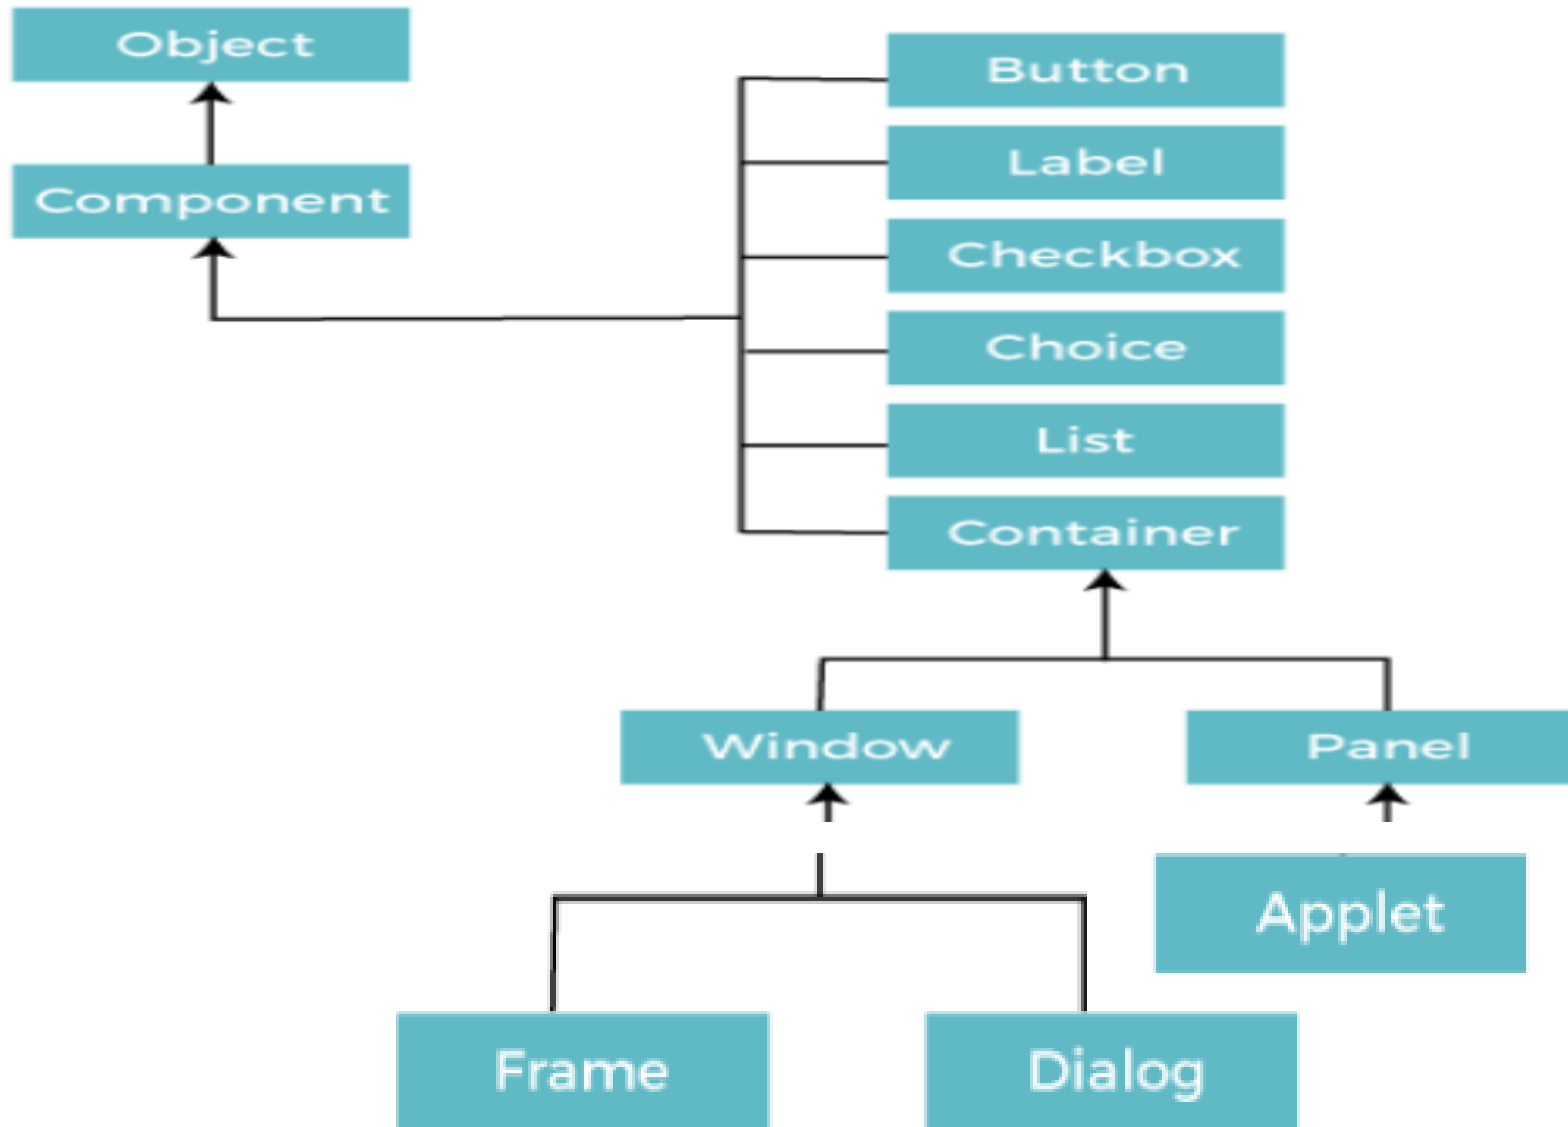 Object
Component
Button
Label
Checkbox
Choice
List
Container
Window
Panel
Applet
Frame
Dialog